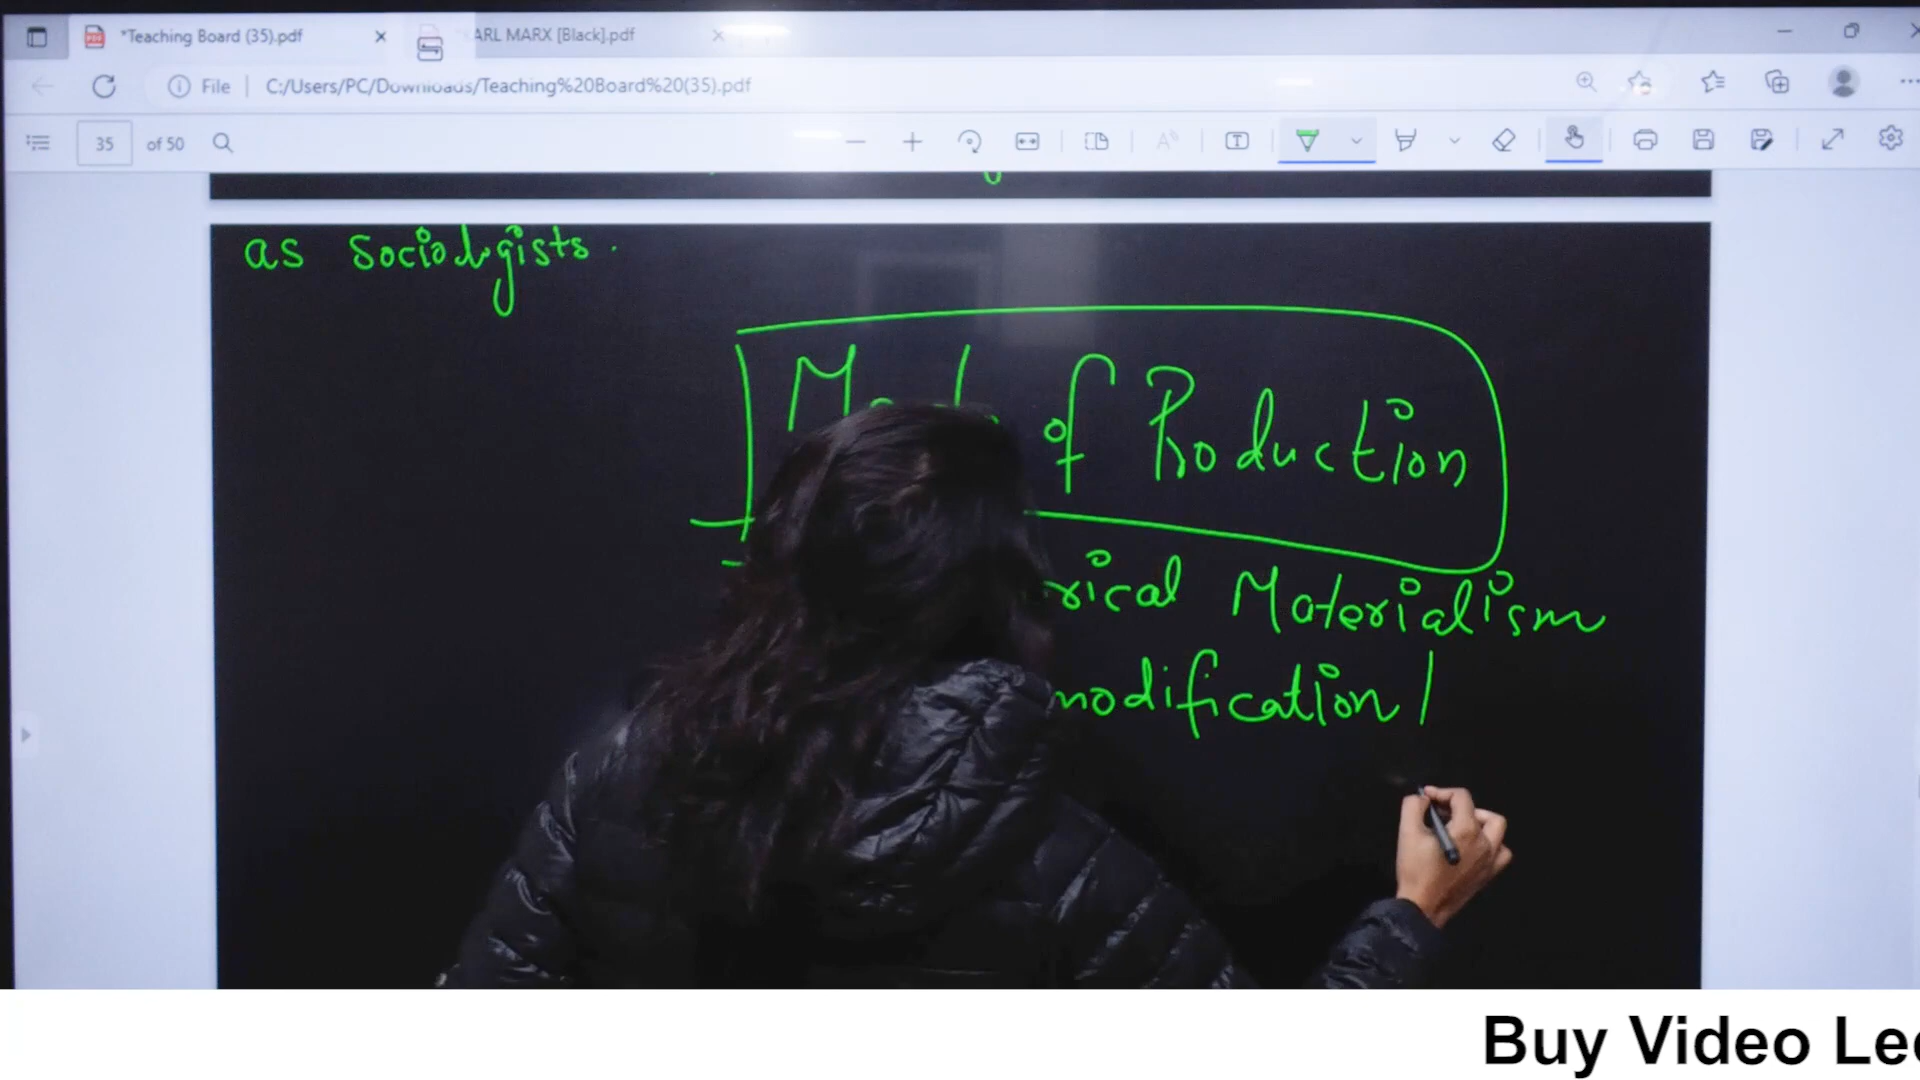 *Teaching Board (35).pdf
ARL MARX [Black].pdf
File
C:/Users/PC/Downloads/Teaching%20Board%20(35).pdf
35 of 50
as Sociologists.
of Production
rical Materialism
modification/
Buy Video Lec